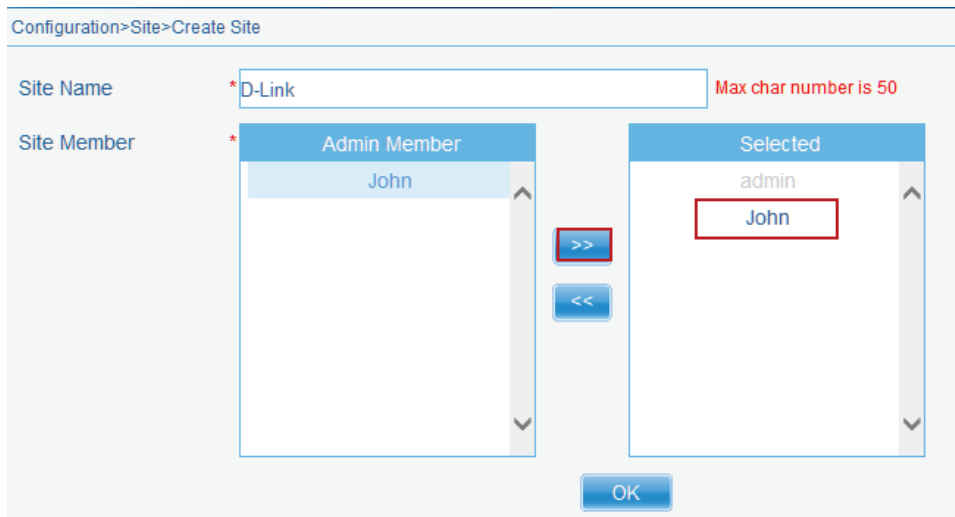 Configuration>Site>Create Site
Site Name * D-Link Max char number is 50
Site Member * Admin Member Selected
John admin
John
>>
<<
OK